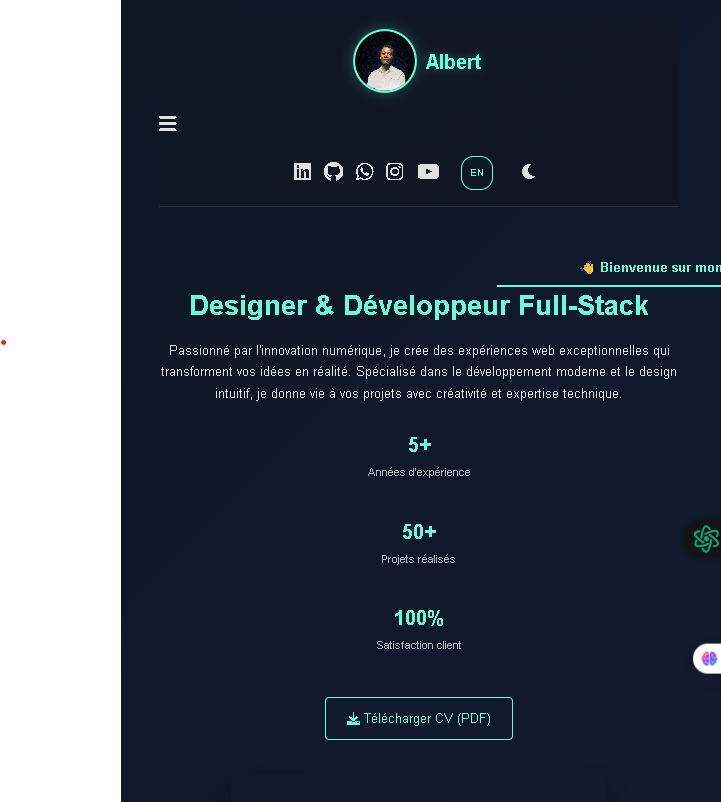 Albert
EN
👋 Bienvenue sur mon
Designer & Développeur Full-Stack
Passionné par l'innovation numérique, je crée des expériences web exceptionnelles qui
transforment vos idées en réalité. Spécialisé dans le développement moderne et le design
intuitif, je donne vie à vos projets avec créativité et expertise technique.
5+
Années d'expérience
50+
Projets réalisés
100%
Satisfaction client
Télécharger CV (PDF)